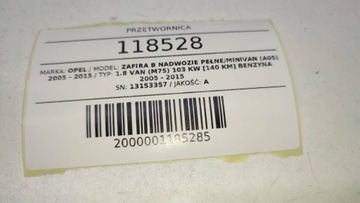 PRZETWORNICA
118528
MARKA: OPEL / MODEL: ZAFIRA B NADWOZIE PEŁNE/MINIVAN (A05)
2005 - 2015 / TYP: 1.8 VAN (M75) 103 KW [140 KM] BENZYNA
2005 - 2015
SN: 13153357 / JAKOŚĆ: A
2000001185285